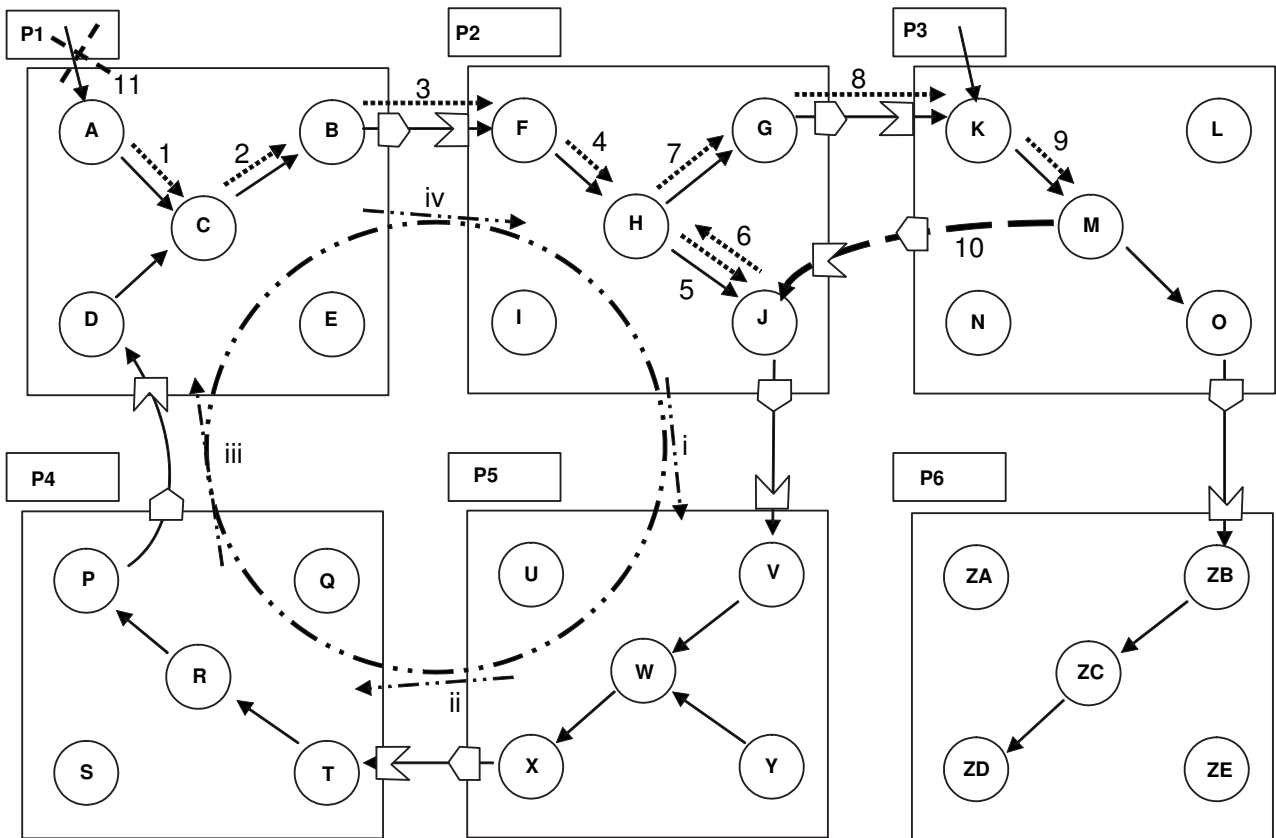 P1
P2
P3
11
3
8
A
B
F
G
K
L
1
2
4
7
9
C
iv
H
6
M
10
5
D
E
I
J
N
O
iii
i
P4
P5
P6
P
Q
U
V
ZA
ZB
R
W
ZC
ii
S
T
X
Y
ZD
ZE